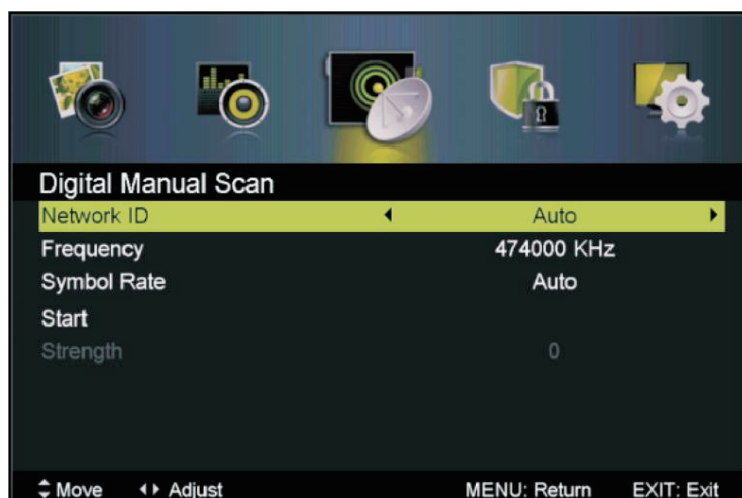 Digital Manual Scan
Network ID Auto
Frequency 474000 KHz
Symbol Rate Auto
Start
Strength 0
Move Adjust MENU: Return EXIT: Exit